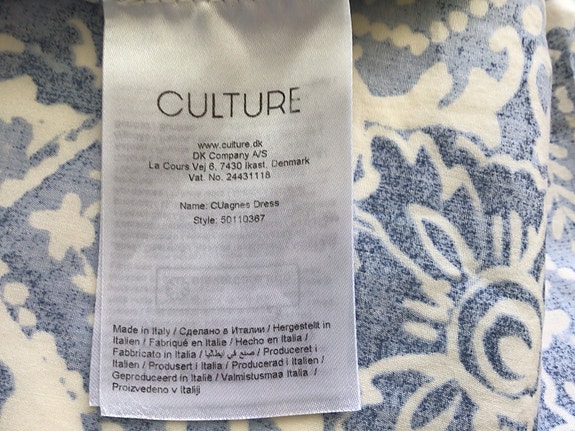 CULTURE
www.culture.dk
DK Company A/S
La Cours Vej 6, 7430 Ikast, Denmark
Vat. No. 24431118
Name: CUagnes Dress
Style: 50110367
Made in Italy / Сделано в Италии / Hergestellt in
Italien / Fabriqué en Italie / Hecho en Italia /
Fabbricato in Italia / صنع في إيطاليا / Produceret i
Italien / Produsert i Italia / Producerad i Italien /
Geproduceerd in Italië / Valmistusmaa Italia /
Proizvedeno v Italiji